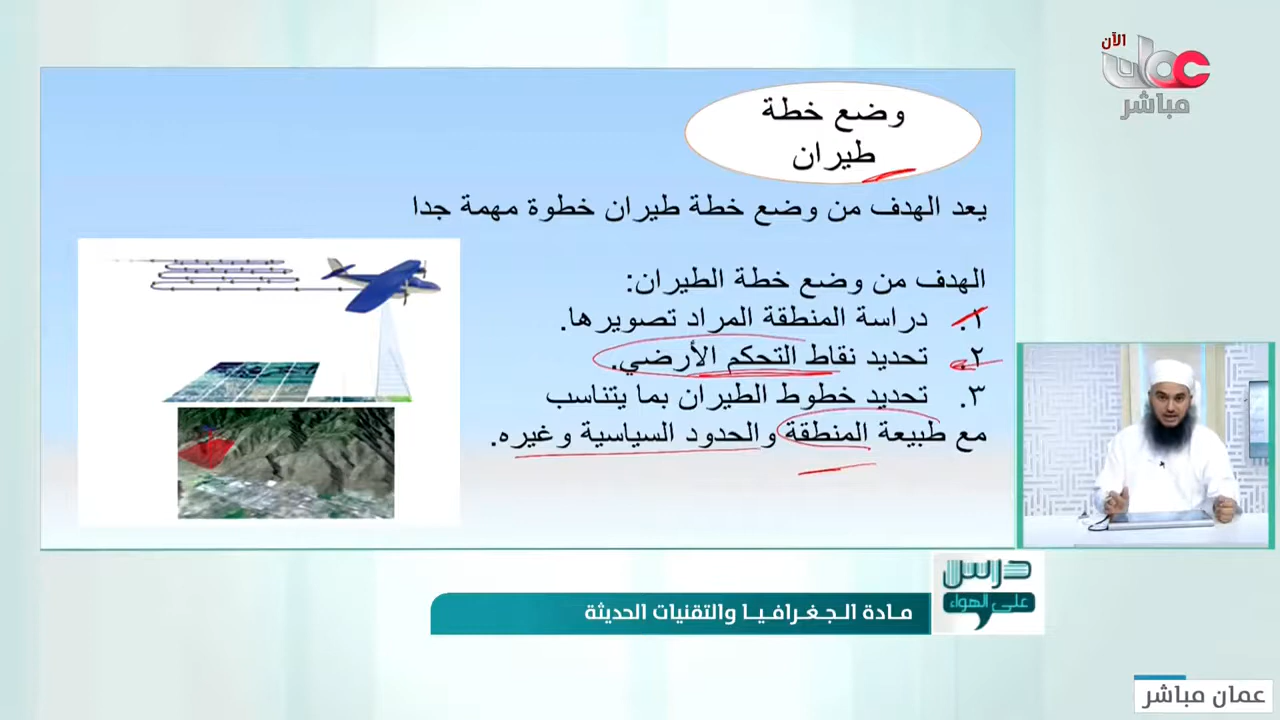 الآن
عمان
مباشر
وضع خطة
طيران
يعد الهدف من وضع خطة طيران خطوة مهمة جدا
الهدف من وضع خطة الطيران:
١. دراسة المنطقة المراد تصويرها.
٢. تحديد نقاط التحكم الأرضي.
٣. تحديد خطوط الطيران بما يتناسب
مع طبيعة المنطقة والحدود السياسية وغيره.
درس
على الهواء
مادة الجغرافيا والتقنيات الحديثة
عمان مباشر